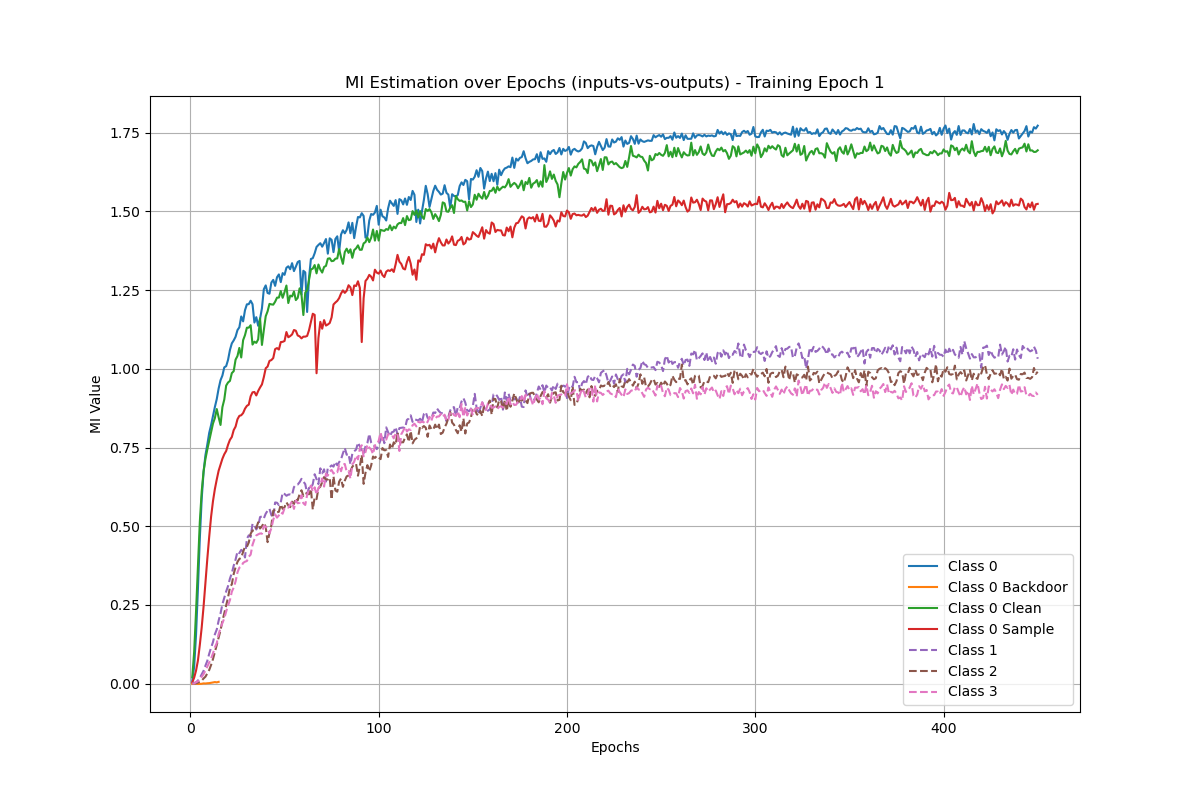 MI Estimation over Epochs (inputs-vs-outputs) - Training Epoch 1
MI Value
1.75
1.50
1.25
1.00
0.75
0.50
0.25
0.00
0 100 200 300 400
Epochs
Class 0
Class 0 Backdoor
Class 0 Clean
Class 0 Sample
Class 1
Class 2
Class 3